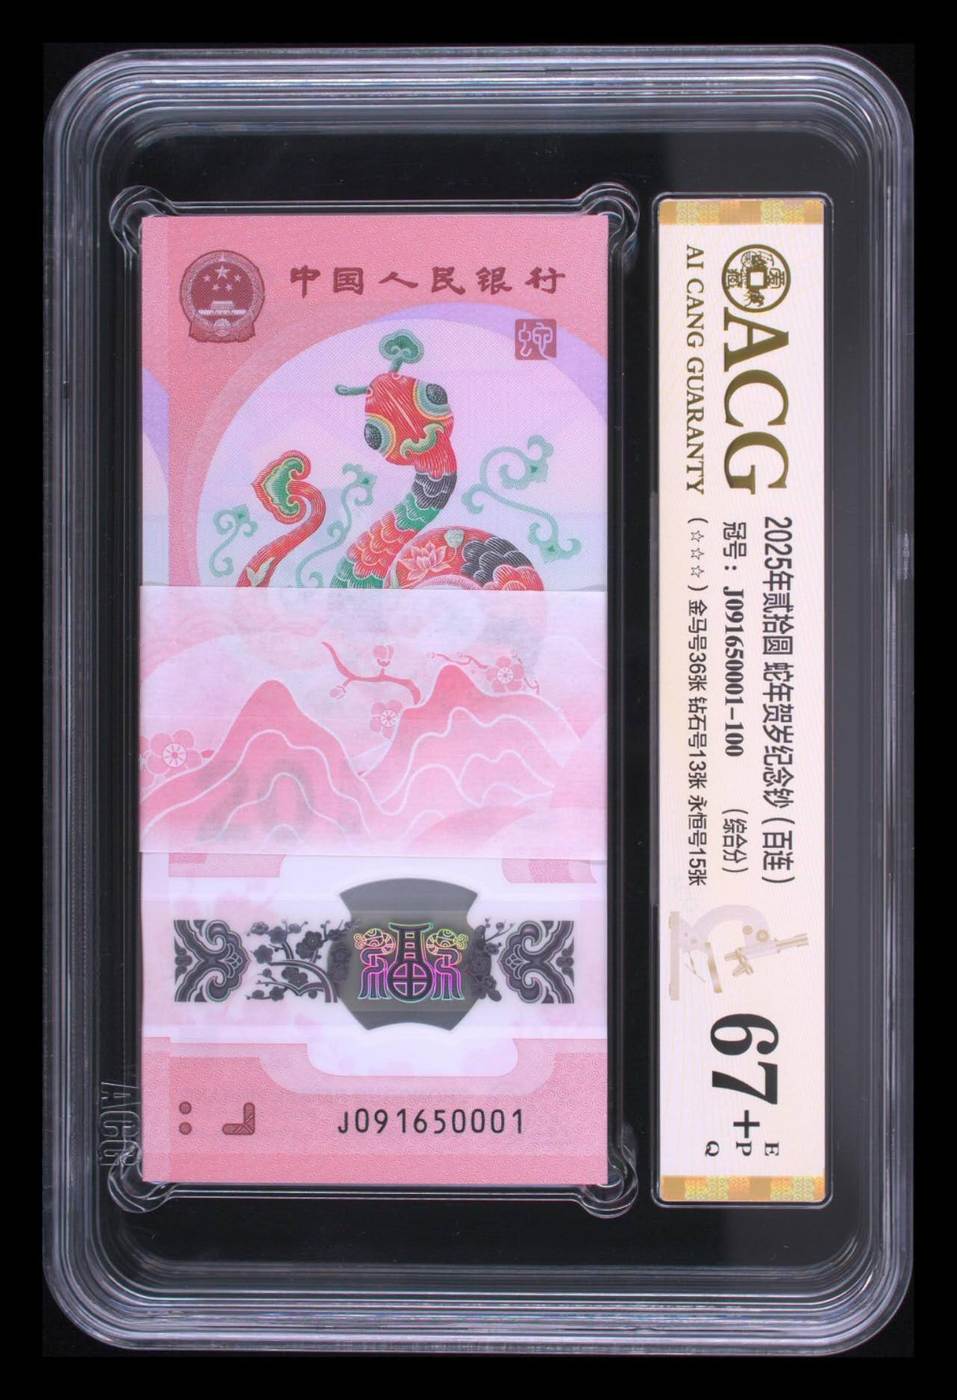 中国人民银行
蛇
20
福
J091650001
ACG
ACG
AI CANG GUARANTY
2025年贰拾圆 蛇年贺岁纪念钞（百连）
冠号：J091650001-100 （综合分）
（☆☆☆）金马号36张 钻石号13张 永恒号15张
67+
E
P
Q